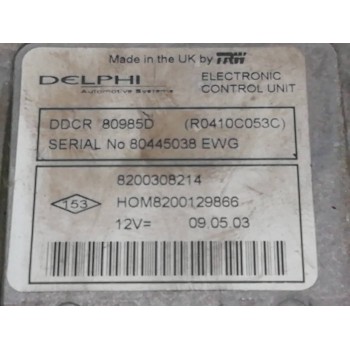 Made in the UK by TRW
DELPHI ELECTRONIC
Automotive Systems CONTROL UNIT
DDCR 80985D (R0410C053C)
SERIAL No 80445038 EWG
8200308214
153 HOM8200129866
12V= 09.05.03